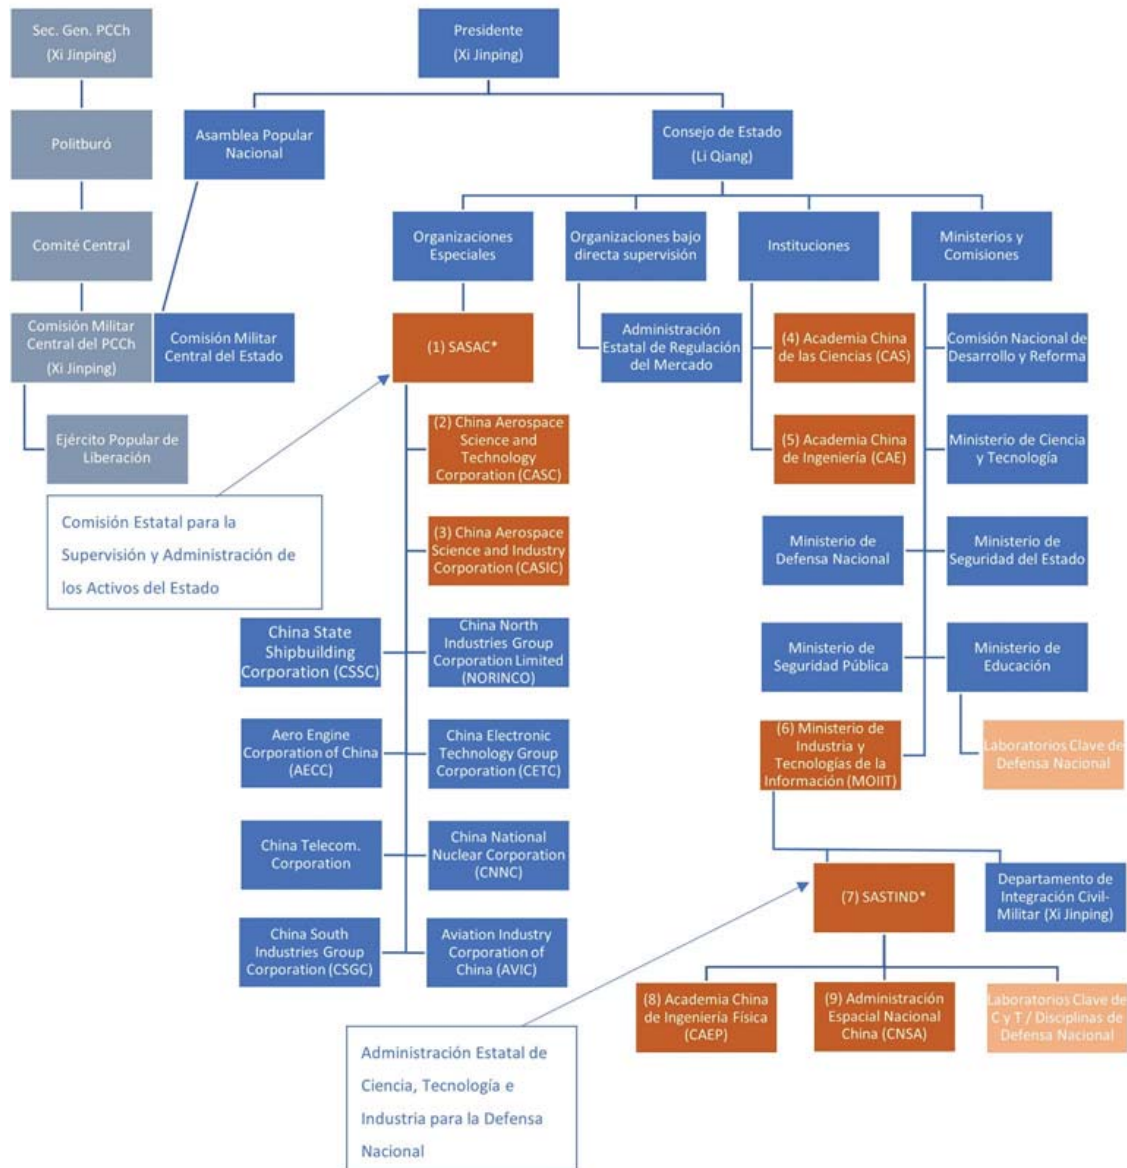 Sec. Gen. PCCh
(Xi Jinping)
Presidente
(Xi Jinping)
Politburó
Asamblea Popular
Nacional
Consejo de Estado
(Li Qiang)
Comité Central
Organizaciones
Especiales
Organizaciones bajo
directa supervisión
Instituciones
Ministerios y
Comisiones
Comisión Militar
Central del PCCh
(Xi Jinping)
Comisión Militar
Central del Estado
(1) SASAC*
Administración
Estatal de Regulación
del Mercado
(4) Academia China
de las Ciencias (CAS)
Comisión Nacional de
Desarrollo y Reforma
Ejército Popular de
Liberación
(2) China Aerospace
Science and
Technology
Corporation (CASC)
(5) Academia China
de Ingeniería (CAE)
Ministerio de Ciencia
y Tecnología
Comisión Estatal para la
Supervisión y Administración de
los Activos del Estado
(3) China Aerospace
Science and Industry
Corporation (CASIC)
Ministerio de
Defensa Nacional
Ministerio de
Seguridad del Estado
China State
Shipbuilding
Corporation (CSSC)
China North
Industries Group
Corporation Limited
(NORINCO)
Ministerio de
Seguridad Pública
Ministerio de
Educación
Aero Engine
Corporation of China
(AECC)
China Electronic
Technology Group
Corporation (CETC)
(6) Ministerio de
Industria y
Tecnologías de la
Información (MOIIT)
Laboratorios Clave de
Defensa Nacional
China Telecom.
Corporation
China National
Nuclear Corporation
(CNNC)
(7) SASTIND*
Departamento de
Integración Civil-
Militar (Xi Jinping)
China South
Industries Group
Corporation (CSGC)
Aviation Industry
Corporation of
China (AVIC)
(8) Academia China
de Ingeniería Física
(CAEP)
(9) Administración
Espacial Nacional
China (CNSA)
Laboratorios Clave de
C y T / Disciplinas de
Defensa Nacional
Administración Estatal de
Ciencia, Tecnología e
Industria para la Defensa
Nacional